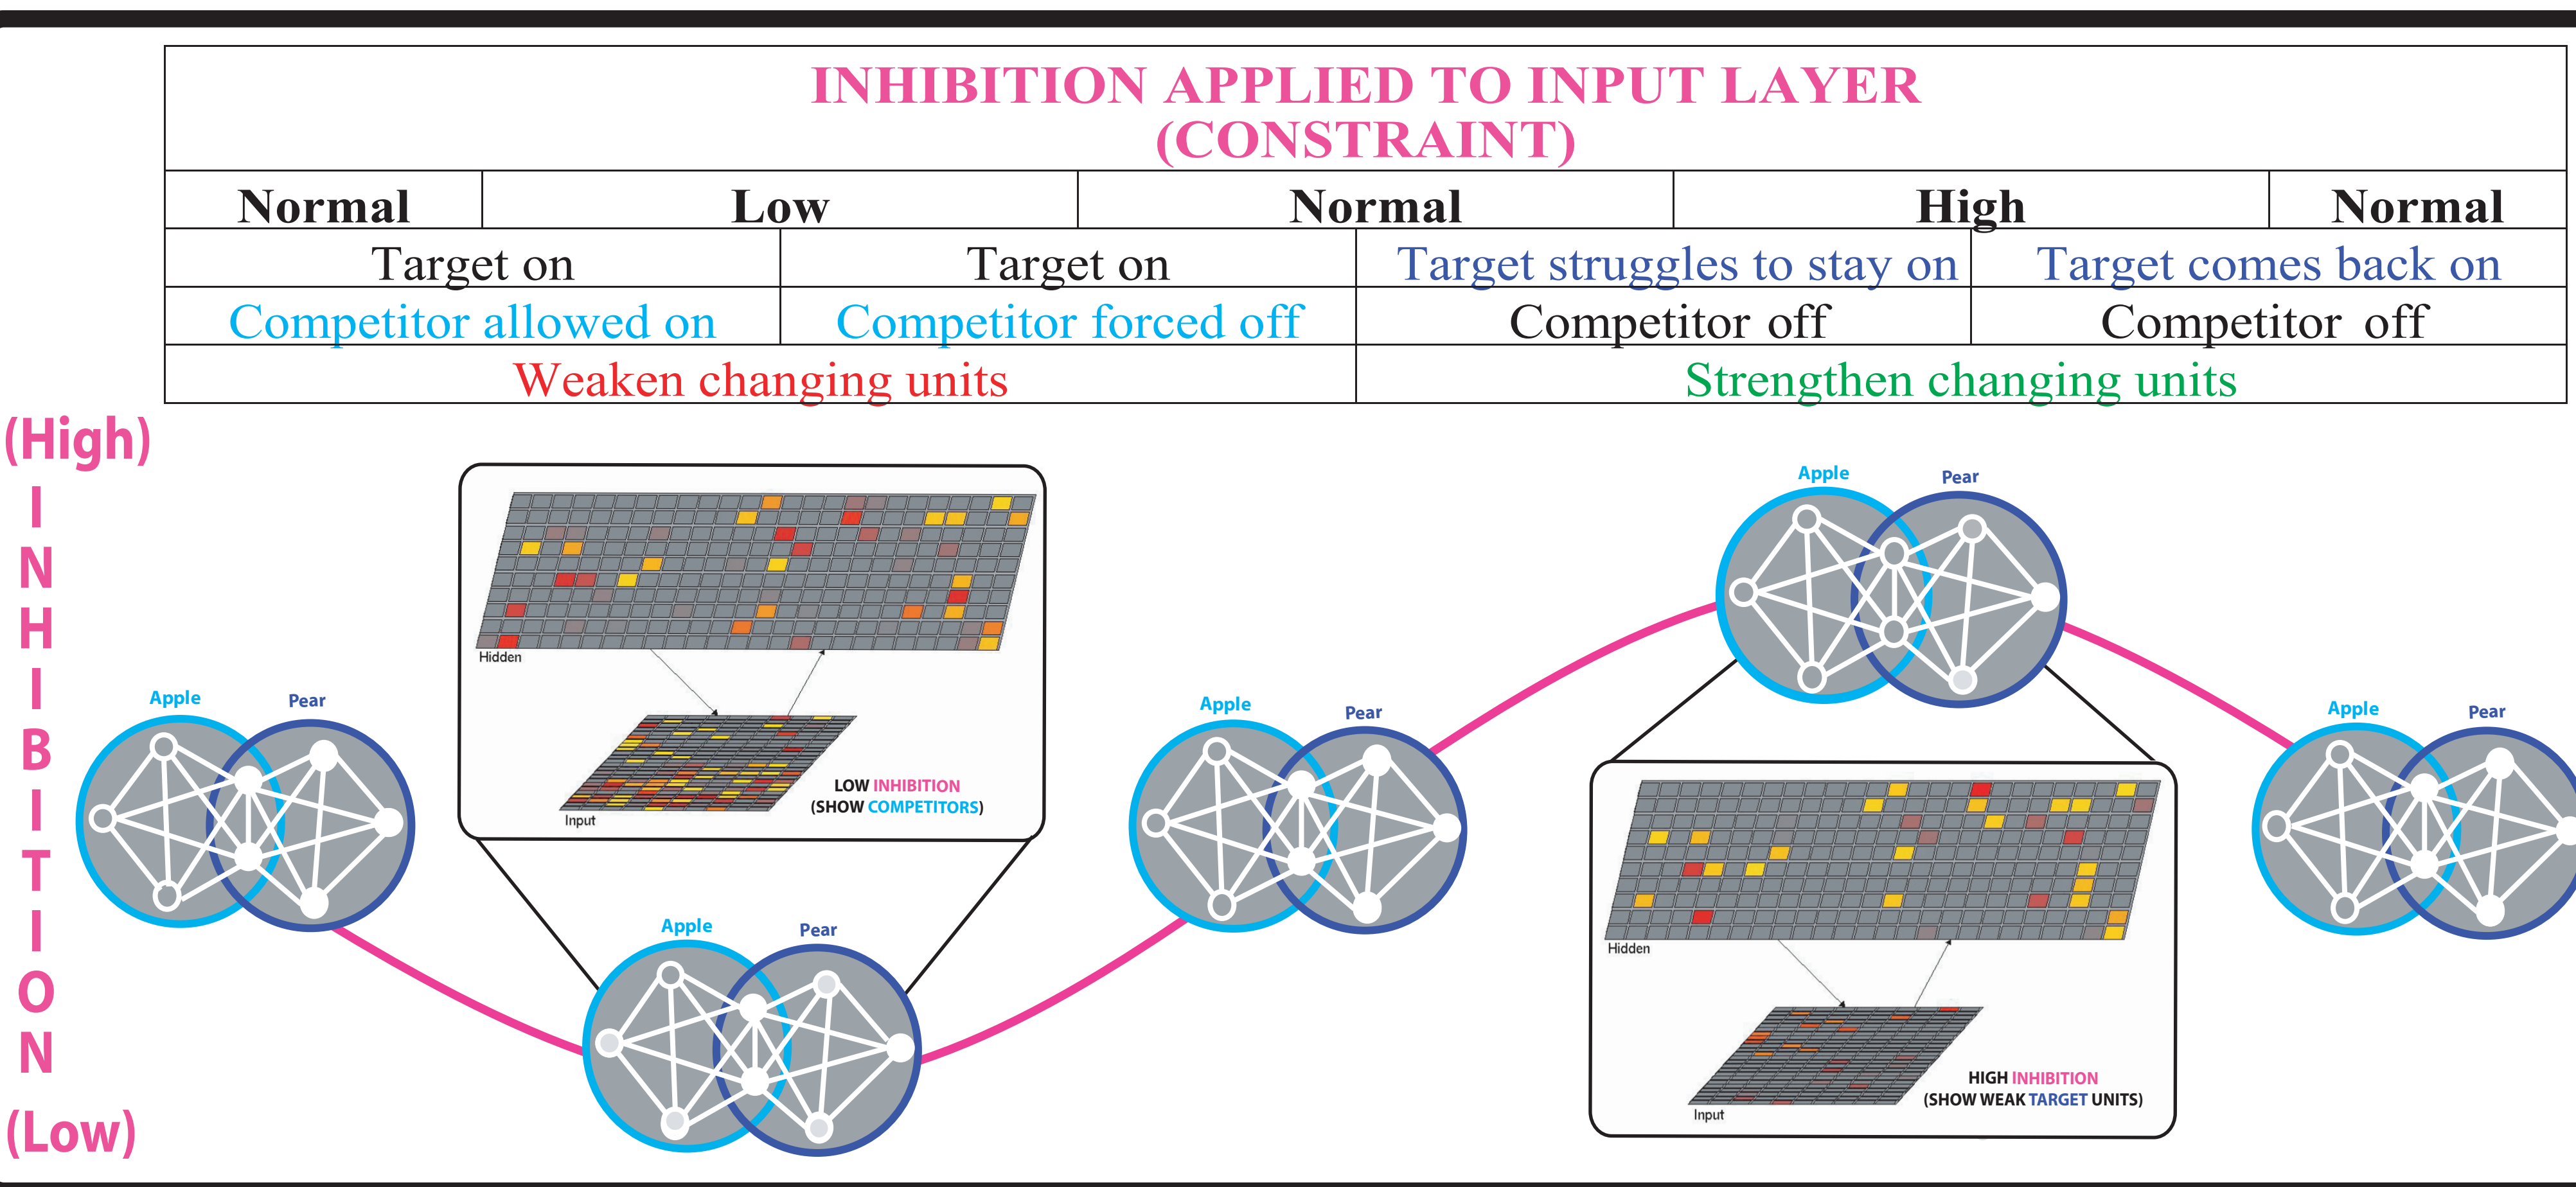 INHIBITION APPLIED TO INPUT LAYER
(CONSTRAINT)
Normal Low Normal High Normal
Target on Target on Target struggles to stay on Target comes back on
Competitor allowed on Competitor forced off Competitor off Competitor off
Weaken changing units Strengthen changing units
(High)
I
N
H
I
B
I
T
I
O
N
(Low)
Apple Pear
Hidden
Input
LOW INHIBITION
(SHOW COMPETITORS)
Apple Pear
Apple Pear
Apple Pear
Hidden
Input
HIGH INHIBITION
(SHOW WEAK TARGET UNITS)
Apple Pear